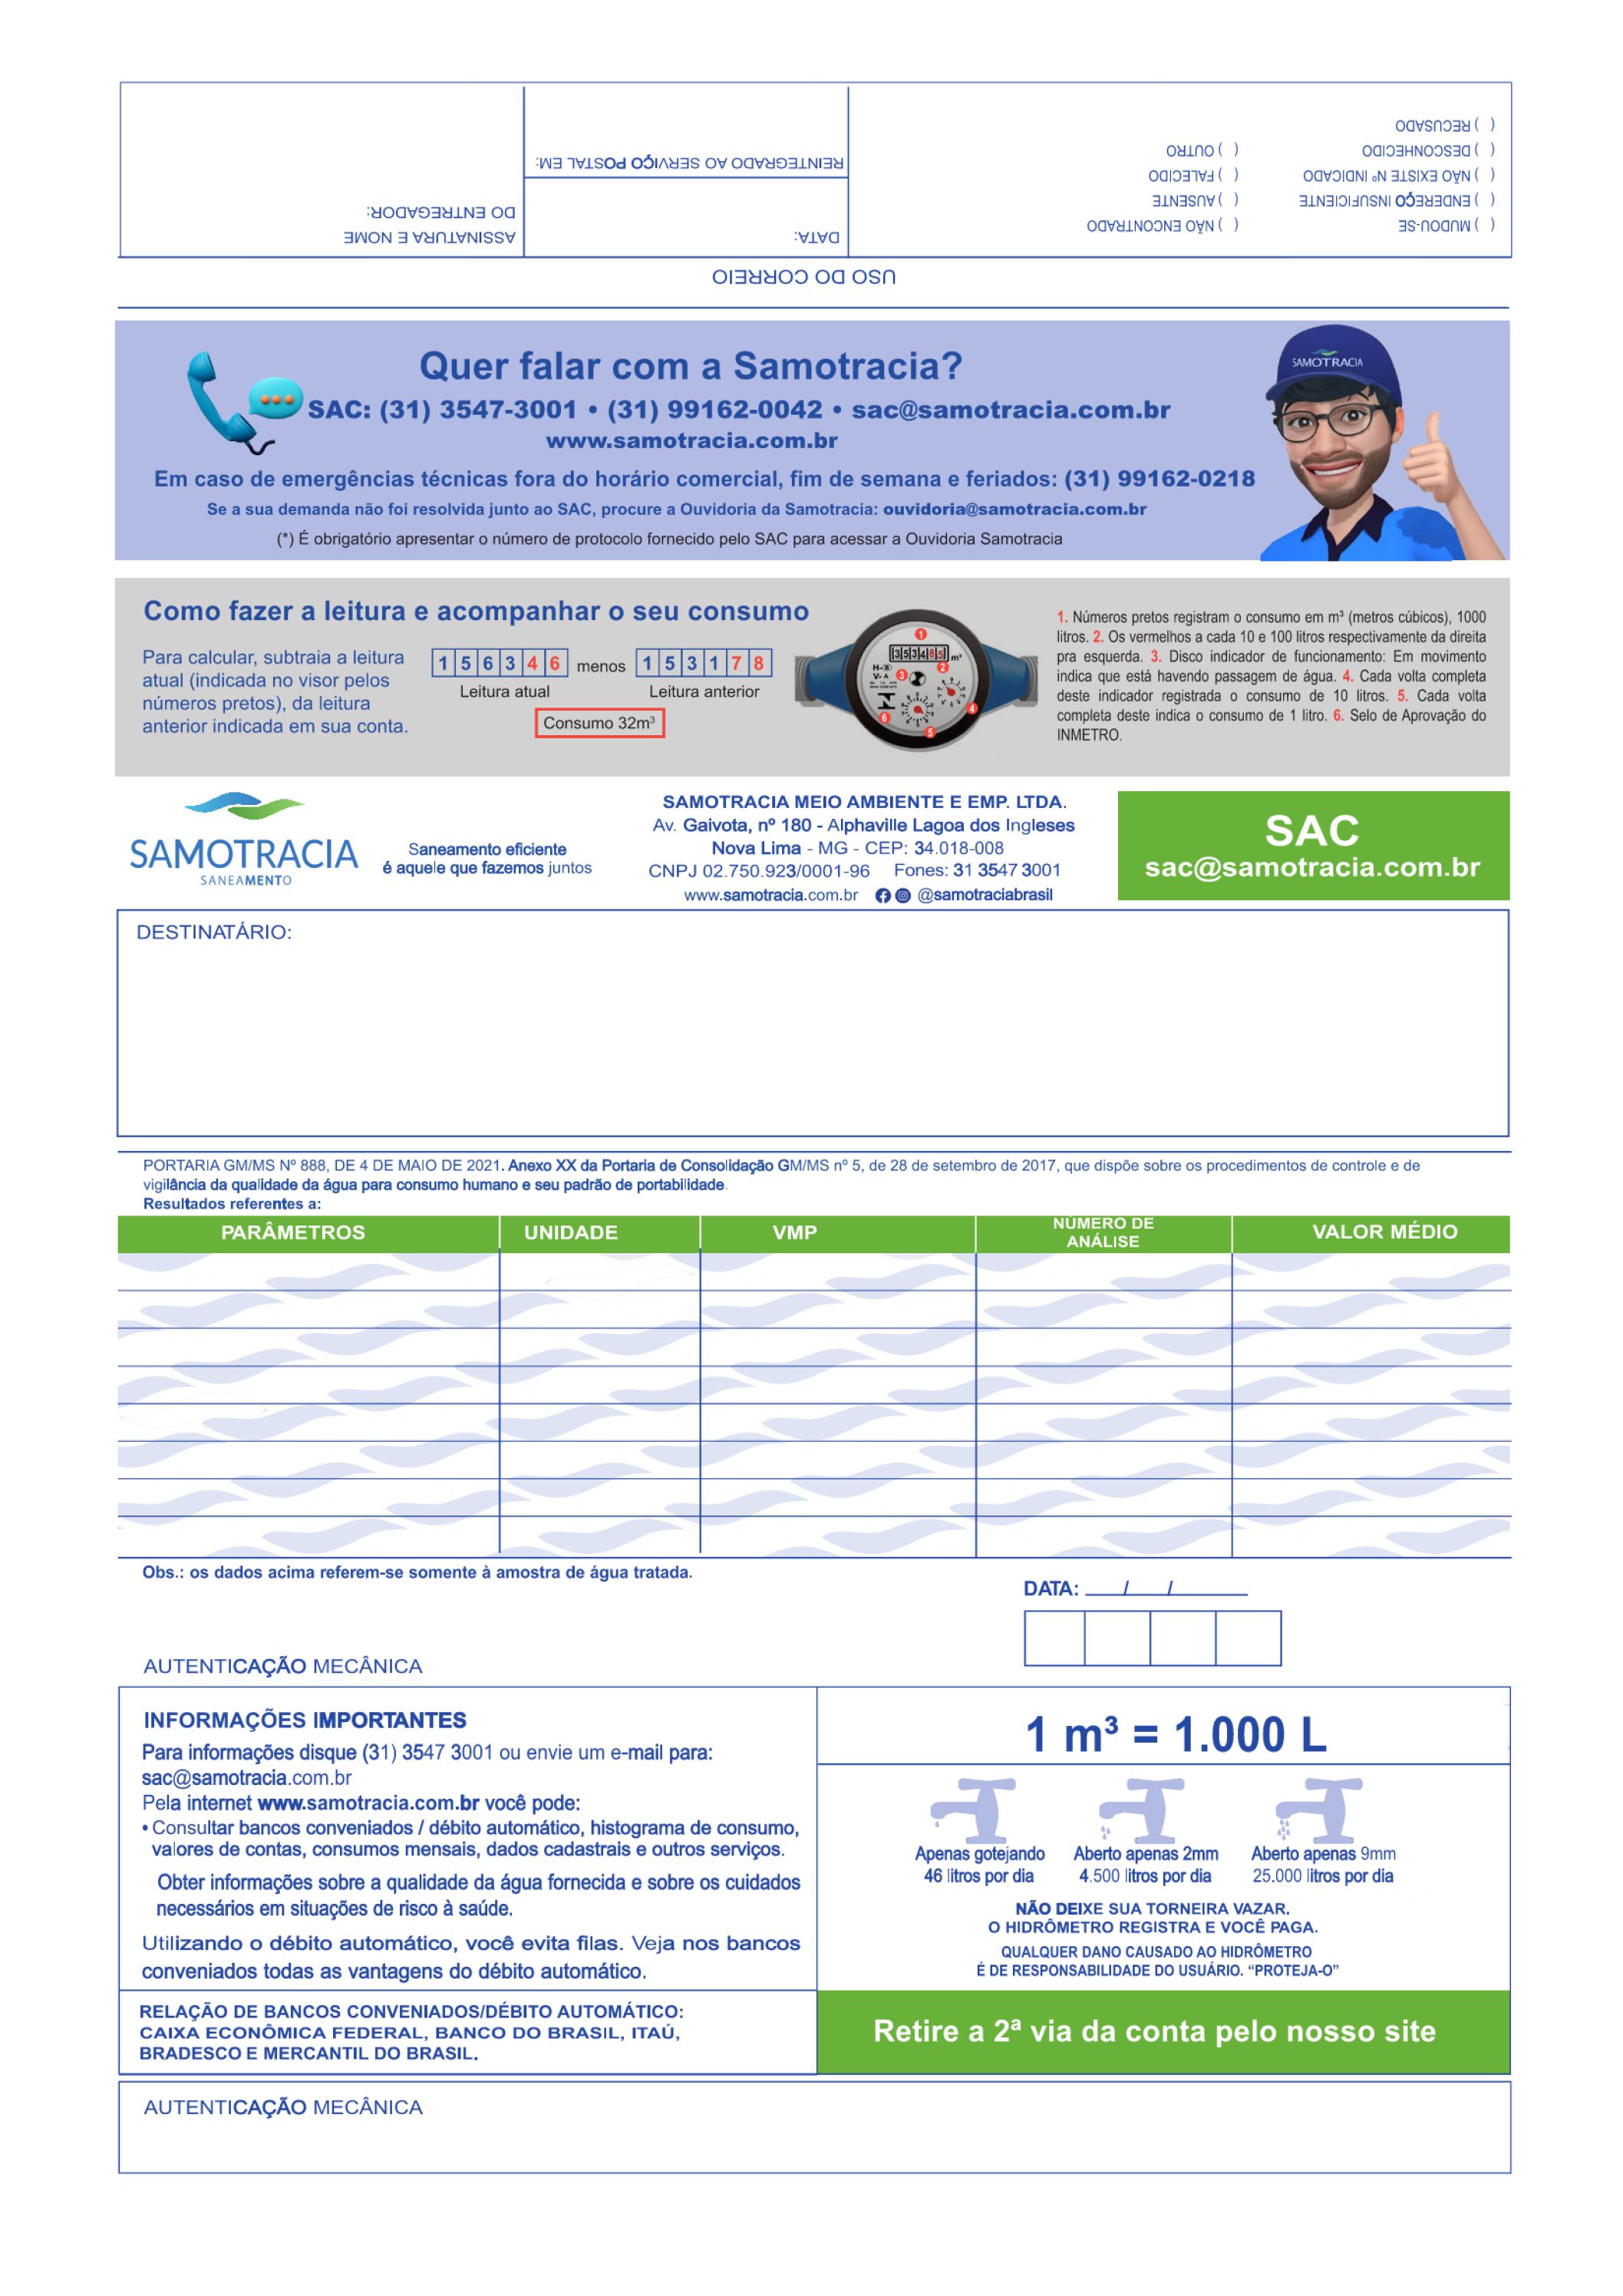 ( ) MUDOU-SE
( ) ENDEREÇO INSUFICIENTE
( ) NÃO EXISTE Nº INDICADO
( ) DESCONHECIDO
( ) RECUSADO
( ) NÃO ENCONTRADO
( ) AUSENTE
( ) FALECIDO
( ) OUTRO
DATA:
REINTEGRADO AO SERVIÇO POSTAL EM:
ASSINATURA E NOME
DO ENTREGADOR:
USO DO CORREIO
Quer falar com a Samotracia?
SAC: (31) 3547-3001 • (31) 99162-0042 • sac@samotracia.com.br
www.samotracia.com.br
Em caso de emergências técnicas fora do horário comercial, fim de semana e feriados: (31) 99162-0218
Se a sua demanda não foi resolvida junto ao SAC, procure a Ouvidoria da Samotracia: ouvidoria@samotracia.com.br
(*) É obrigatório apresentar o número de protocolo fornecido pelo SAC para acessar a Ouvidoria Samotracia
SAMOTRACIA
Como fazer a leitura e acompanhar o seu consumo
Para calcular, subtraia a leitura
atual (indicada no visor pelos
números pretos), da leitura
anterior indicada em sua conta.
1 5 6 3 4 6 menos 1 5 3 1 7 8
Leitura atual Leitura anterior
Consumo 32m³
1
3 5 3 4 8 5 m³
2
H-B
V-A
3
4
5
6
1. Números pretos registram o consumo em m³ (metros cúbicos), 1000
litros. 2. Os vermelhos a cada 10 e 100 litros respectivamente da direita
pra esquerda. 3. Disco indicador de funcionamento: Em movimento
indica que está havendo passagem de água. 4. Cada volta completa
deste indicador registrada o consumo de 10 litros. 5. Cada volta
completa deste indica o consumo de 1 litro. 6. Selo de Aprovação do
INMETRO.
SAMOTRACIA
SANEAMENTO
Saneamento eficiente
é aquele que fazemos juntos
SAMOTRACIA MEIO AMBIENTE E EMP. LTDA.
Av. Gaivota, nº 180 - Alphaville Lagoa dos Ingleses
Nova Lima - MG - CEP: 34.018-008
CNPJ 02.750.923/0001-96 Fones: 31 3547 3001
www.samotracia.com.br @samotraciabrasil
SAC
sac@samotracia.com.br
DESTINATÁRIO:
PORTARIA GM/MS Nº 888, DE 4 DE MAIO DE 2021. Anexo XX da Portaria de Consolidação GM/MS nº 5, de 28 de setembro de 2017, que dispõe sobre os procedimentos de controle e de
vigilância da qualidade da água para consumo humano e seu padrão de portabilidade.
Resultados referentes a:
PARÂMETROS UNIDADE VMP NÚMERO DE ANÁLISE VALOR MÉDIO
Obs.: os dados acima referem-se somente à amostra de água tratada.
DATA: ___/___/______
AUTENTICAÇÃO MECÂNICA
INFORMAÇÕES IMPORTANTES
Para informações disque (31) 3547 3001 ou envie um e-mail para:
sac@samotracia.com.br
Pela internet www.samotracia.com.br você pode:
• Consultar bancos conveniados / débito automático, histograma de consumo,
valores de contas, consumos mensais, dados cadastrais e outros serviços.
Obter informações sobre a qualidade da água fornecida e sobre os cuidados
necessários em situações de risco à saúde.
Utilizando o débito automático, você evita filas. Veja nos bancos
conveniados todas as vantagens do débito automático.
RELAÇÃO DE BANCOS CONVENIADOS/DÉBITO AUTOMÁTICO:
CAIXA ECONÔMICA FEDERAL, BANCO DO BRASIL, ITAÚ,
BRADESCO E MERCANTIL DO BRASIL.
1 m³ = 1.000 L
Apenas gotejando
46 litros por dia
Aberto apenas 2mm
4.500 litros por dia
Aberto apenas 9mm
25.000 litros por dia
NÃO DEIXE SUA TORNEIRA VAZAR.
O HIDRÔMETRO REGISTRA E VOCÊ PAGA.
QUALQUER DANO CAUSADO AO HIDRÔMETRO
É DE RESPONSABILIDADE DO USUÁRIO. “PROTEJA-O”
Retire a 2ª via da conta pelo nosso site
AUTENTICAÇÃO MECÂNICA